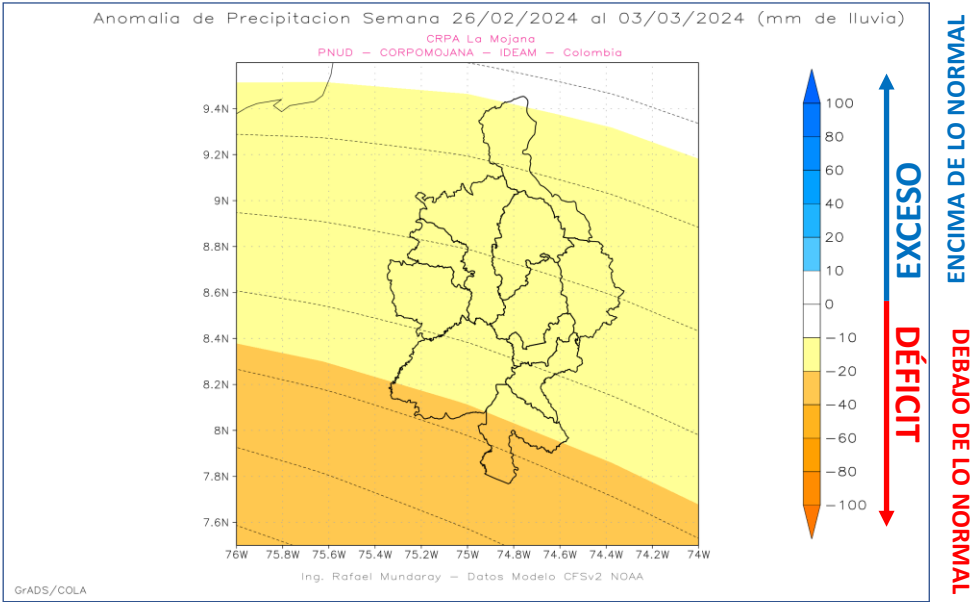 Anomalia de Precipitacion Semana 26/02/2024 al 03/03/2024 (mm de lluvia)
CRPA La Mojana
PNUD – CORPOMOJANA – IDEAM – Colombia
9.4N
9.2N
9N
8.8N
8.6N
8.4N
8.2N
8N
7.8N
7.6N
76W 75.8W 75.6W 75.4W 75.2W 75W 74.8W 74.6W 74.4W 74.2W 74W
Ing. Rafael Mundaray – Datos Modelo CFSv2 NOAA
GrADS/COLA
100
80
60
40
20
10
0
−10
−20
−40
−60
−80
−100
EXCESO
DÉFICIT
ENCIMA DE LO NORMAL
DEBAJO DE LO NORMAL